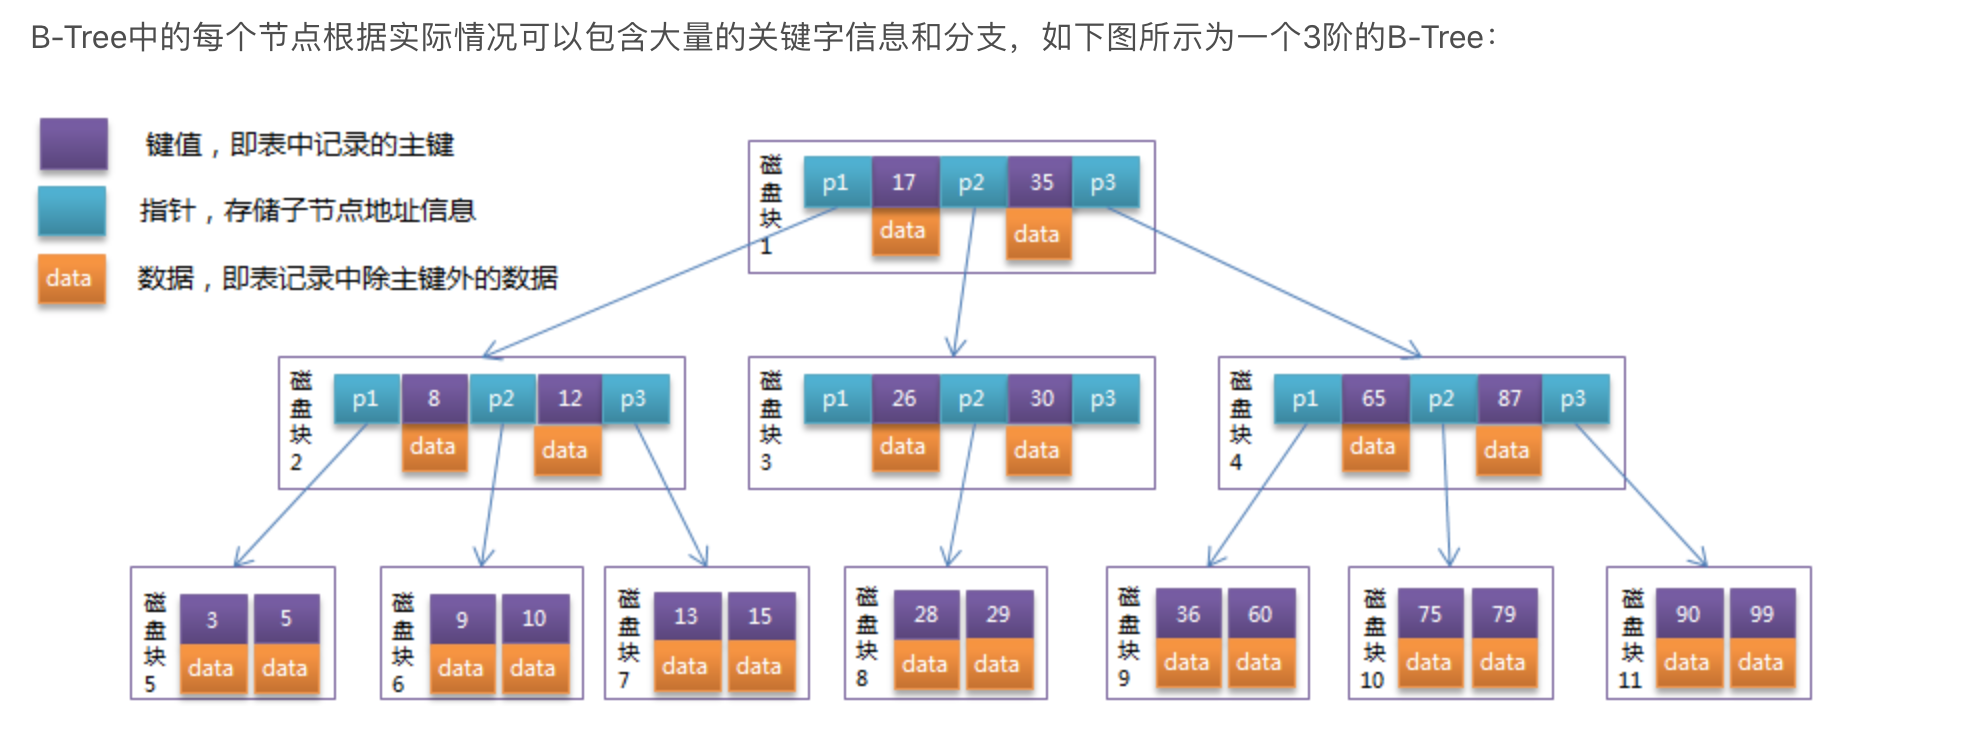 B-Tree中的每个节点根据实际情况可以包含大量的关键字信息和分支，如下图所示为一个3阶的B-Tree：
键值，即表中记录的主键
指针，存储子节点地址信息
data 数据，即表记录中除主键外的数据
磁盘块1 p1 17 p2 35 p3
data data
磁盘块2 p1 8 p2 12 p3
data data
磁盘块3 p1 26 p2 30 p3
data data
磁盘块4 p1 65 p2 87 p3
data data
磁盘块5 3 5
data data
磁盘块6 9 10
data data
磁盘块7 13 15
data data
磁盘块8 28 29
data data
磁盘块9 36 60
data data
磁盘块10 75 79
data data
磁盘块11 90 99
data data